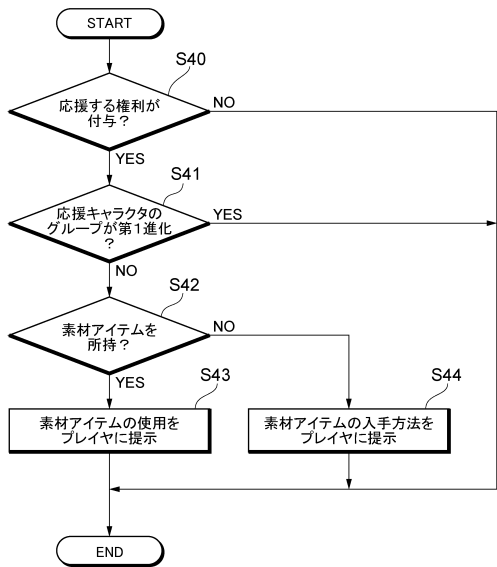 START
S40
応援する権利が
付与？
NO
YES
S41
応援キャラクタの
グループが第１進化
？
YES
NO
S42
素材アイテムを
所持？
NO
YES
S43
素材アイテムの使用を
プレイヤに提示
S44
素材アイテムの入手方法を
プレイヤに提示
END